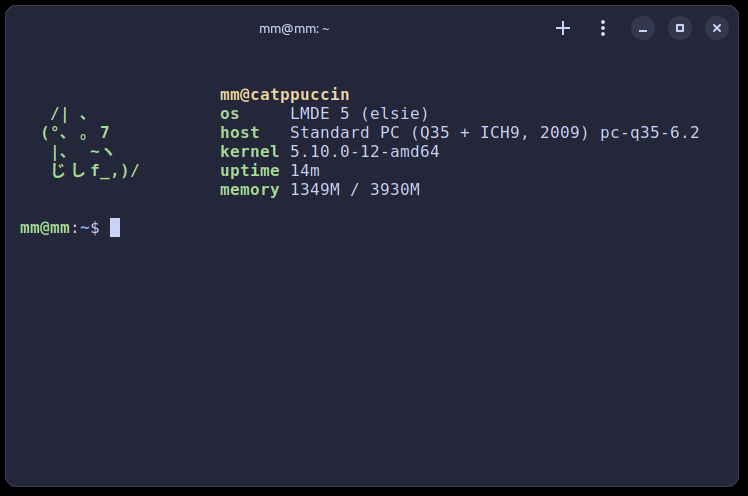 mm@mm: ~
mm@catppuccin
os     LMDE 5 (elsie)
host   Standard PC (Q35 + ICH9, 2009) pc-q35-6.2
kernel 5.10.0-12-amd64
uptime 14m
memory 1349M / 3930M
   /| 、
  (°、 。7
   |、  ~ヽ
   じしf_,)/
mm@mm:~$